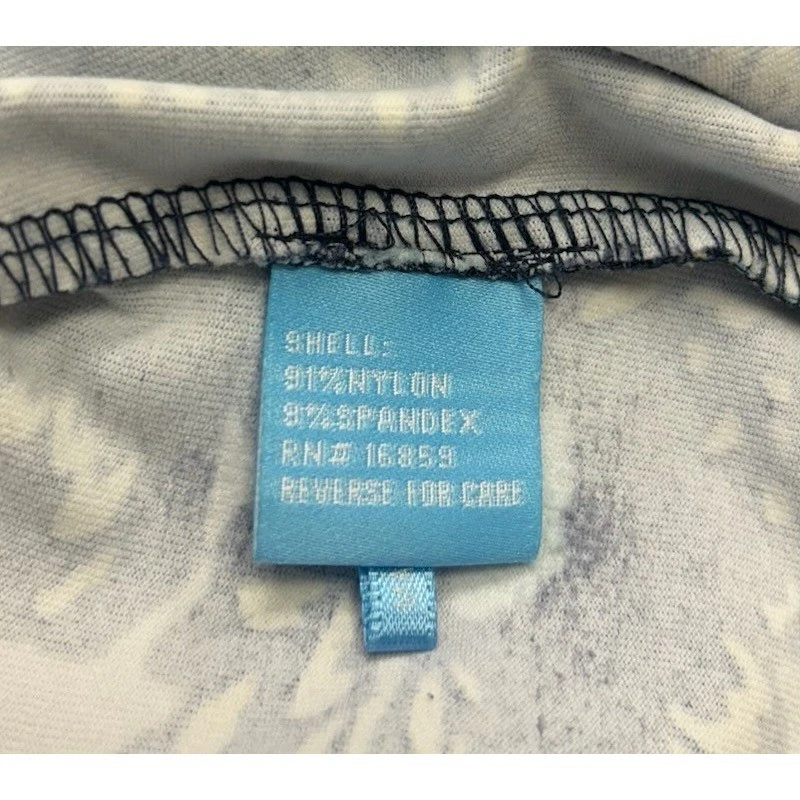 SHELL:
91%NYLON
9%SPANDEX
RN# 16859
REVERSE FOR CARE